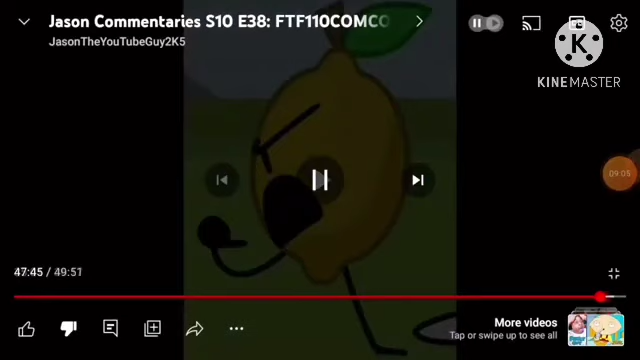 Jason Commentaries S10 E38: FTF110COMCO
JasonTheYouTubeGuy2K5
K
KINEMASTER
09:05
47:45 / 49:51
More videos
Tap or swipe up to see all